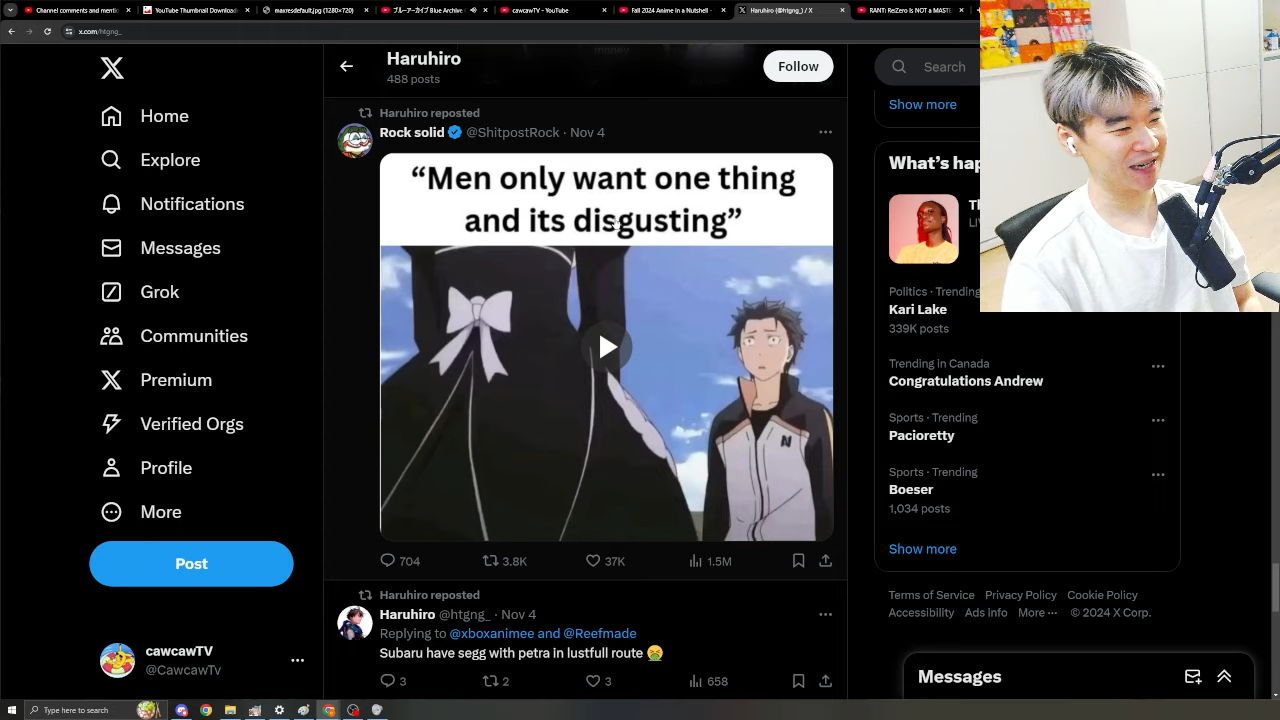 Channel comments and mentic
YouTube Thumbnail Download
maxresdefault.jpg (1280×720)
ブルーアーカイブ Blue Archive
cawcawTV - YouTube
Fall 2024 Anime in a Nutshell -
Haruhiro (@htgng_) / X
RANT: Re:Zero IS NOT a MAST
x.com/htgng_
Home
Explore
Notifications
Messages
Grok
Communities
Premium
Verified Orgs
Profile
More
Post
cawcawTV
@CawcawTv
Haruhiro
488 posts
money
Follow
Haruhiro reposted
Rock solid @ShitpostRock · Nov 4
“Men only want one thing
and its disgusting”
N
704 3.8K 37K 1.5M
Haruhiro reposted
Haruhiro @htgng_ · Nov 4
Replying to @xboxanimee and @Reefmade
Subaru have segg with petra in lustfull route
3 2 3 658
Search
Show more
What’s hap
Politics · Trending
Kari Lake
339K posts
Trending in Canada
Congratulations Andrew
Sports · Trending
Pacioretty
Sports · Trending
Boeser
1,034 posts
Show more
Terms of Service Privacy Policy Cookie Policy
Accessibility Ads info More ··· © 2024 X Corp.
Messages
Type here to search